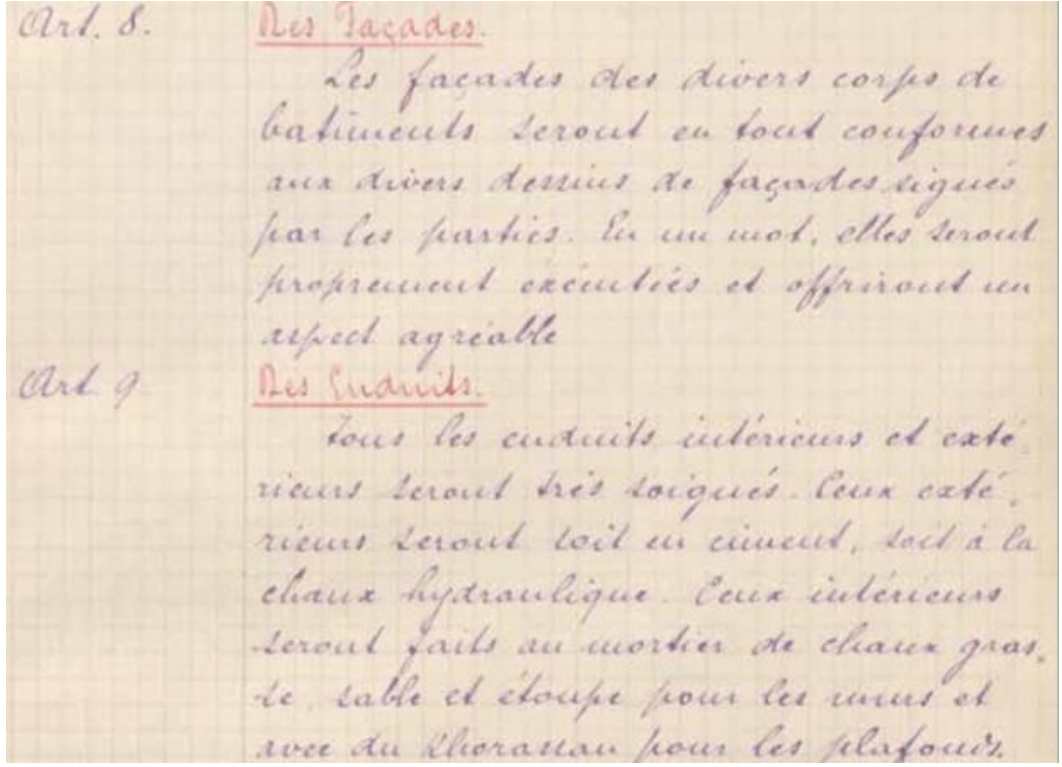 Art. 8. Des Façades.
Les façades des divers corps de
batiments seront en tout conformes
aux divers dessins de façades signés
par les parties. En un mot, elles seront
proprement exécutées et offriront un
aspect agréable
Art. 9 Des Enduits.
Tous les enduits intérieurs et exté
rieurs seront très soignés. Ceux exté
rieurs seront soit en ciment, soit à la
chaux hydraulique. Ceux intérieurs
seront faits au mortier de chaux gras
se, sable et étoupe pour les murs et
avec du Khorassan pour les plafonds.